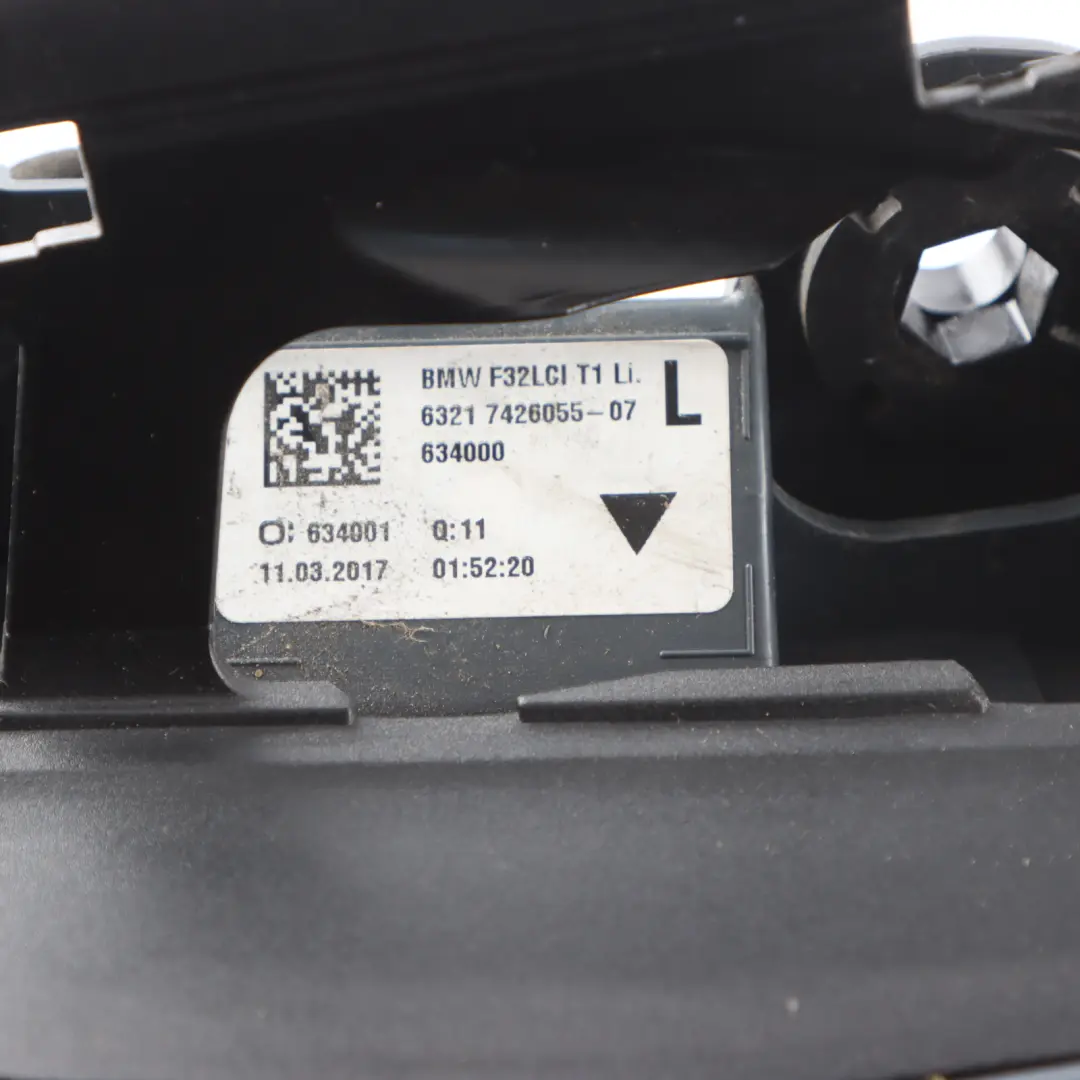 BMW F32LCI T1 Li. L
6321 7426055-07
634000
O: 634001 Q:11
11.03.2017 01:52:20